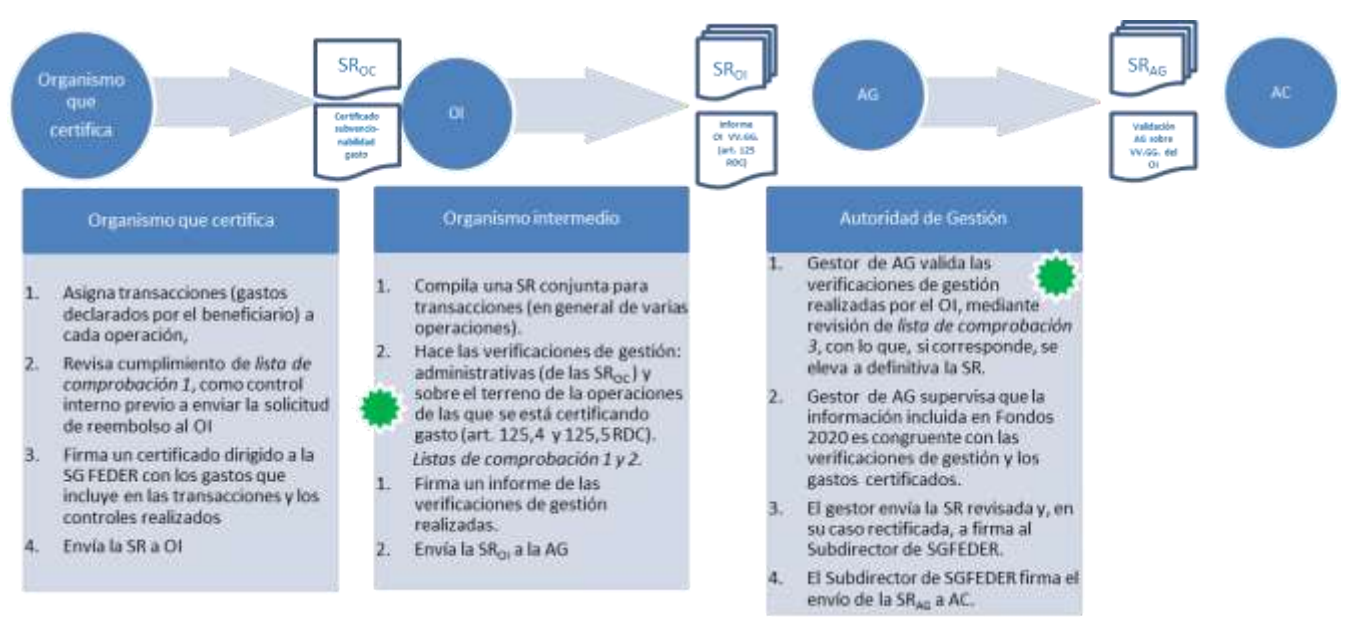 Organismo
que
certifica
SROC
Certificado
subvencio-
nabilidad
gasto
OI
SROI
Informe
OI VV.GG.
(art. 125
RDC)
AG
SRAG
Validación
AG sobre
VV.GG. del
OI
AC
Organismo que certifica
1. Asigna transacciones (gastos
declarados por el beneficiario) a
cada operación,
2. Revisa cumplimiento de lista de
comprobación 1, como control
interno previo a enviar la solicitud
de reembolso al OI
3. Firma un certificado dirigido a la
SG FEDER con los gastos que
incluye en las transacciones y los
controles realizados
4. Envía la SR a OI
Organismo intermedio
1. Compila una SR conjunta para
transacciones (en general de varias
operaciones).
2. Hace las verificaciones de gestión:
administrativas (de las SROC) y
sobre el terreno de la operaciones
de las que se está certificando
gasto (art. 125,4 y 125,5 RDC).
Listas de comprobación 1 y 2.
1. Firma un informe de las
verificaciones de gestión
realizadas.
2. Envía la SROI a la AG
Autoridad de Gestión
1. Gestor de AG valida las
verificaciones de gestión
realizadas por el OI, mediante
revisión de lista de comprobación
3, con lo que, si corresponde, se
eleva a definitiva la SR.
2. Gestor de AG supervisa que la
información incluida en Fondos
2020 es congruente con las
verificaciones de gestión y los
gastos certificados.
3. El gestor envía la SR revisada y, en
su caso rectificada, a firma al
Subdirector de SGFEDER.
4. El Subdirector de SGFEDER firma el
envío de la SRAG a AC.